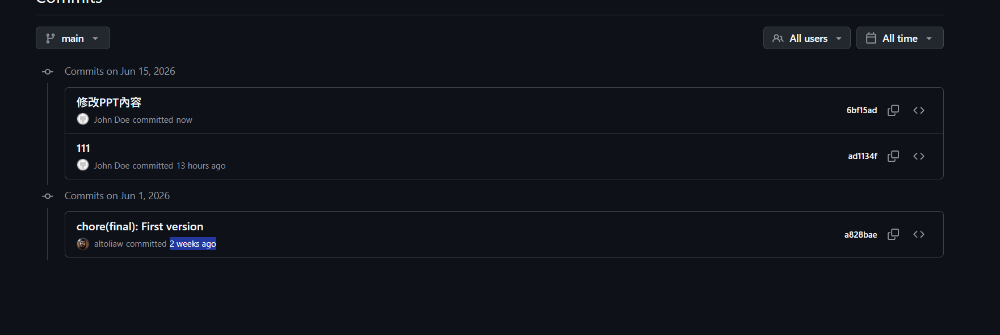 Commits
main
All users
All time
Commits on Jun 15, 2026
修改PPT內容
John Doe committed now
6bf15ad
111
John Doe committed 13 hours ago
ad1134f
Commits on Jun 1, 2026
chore(final): First version
altoliaw committed 2 weeks ago
a828bae